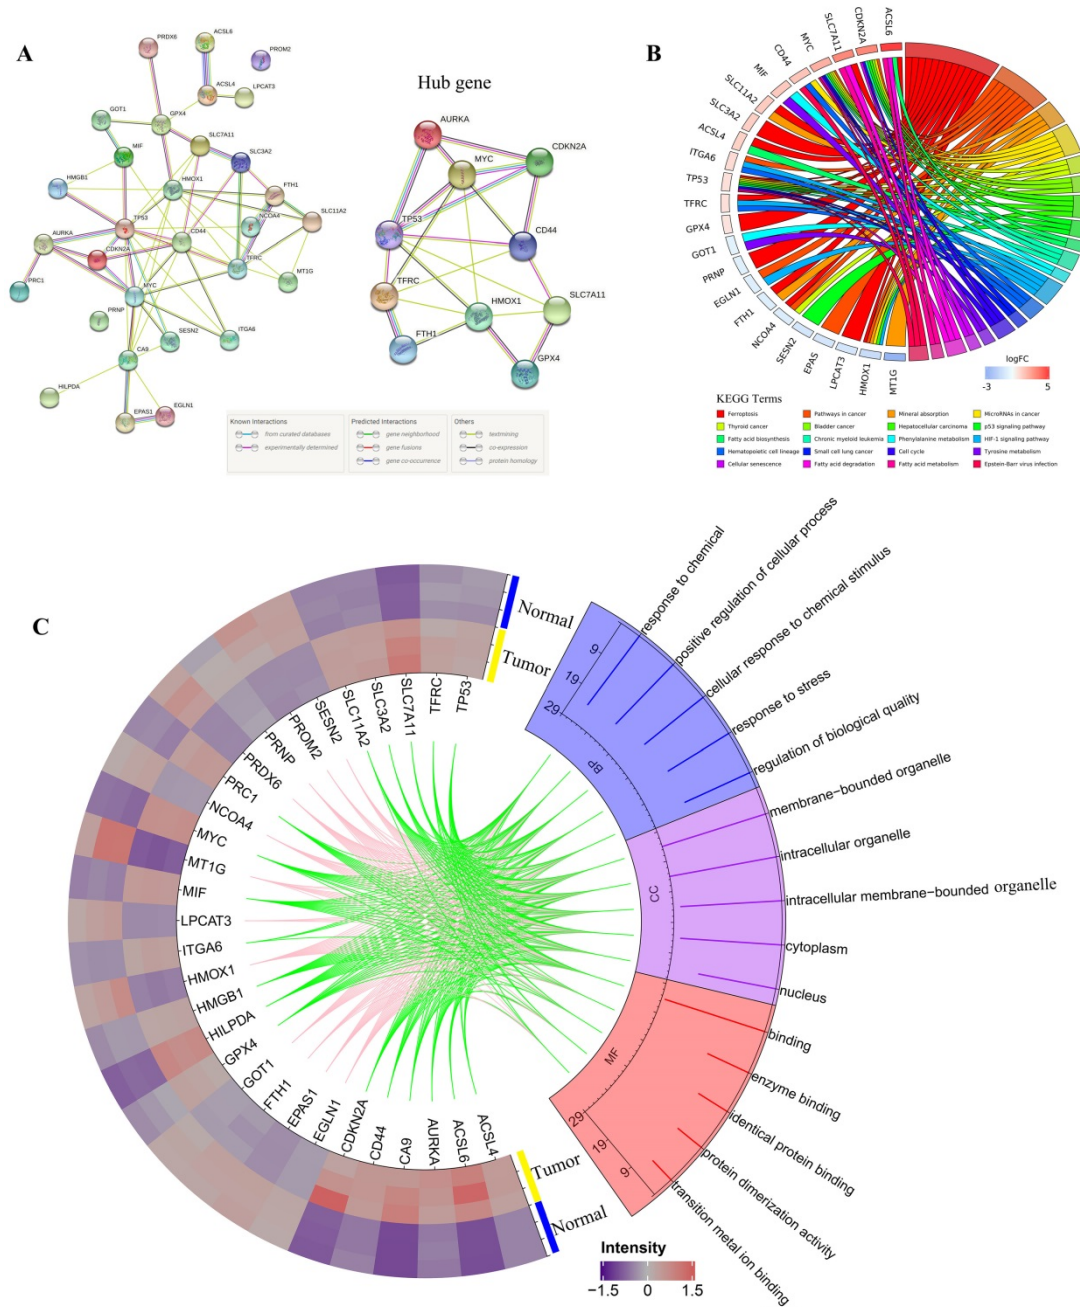 A
PRDX6
ACSL6
PROM2
ACSL4
LPCAT3
GPX4
GOT1
SLC7A11
MIF
SLC3A2
HMGB1
HMOX1
FTH1
NCOA4
SLC11A2
TP53
AURKA
CD44
CDKN2A
TFRC
PRC1
MYC
MT1G
PRNP
SESN2
ITGA6
CA9
HILPDA
EPAS1
EGLN1
Hub gene
AURKA
MYC
CDKN2A
TP53
CD44
TFRC
HMOX1
SLC7A11
FTH1
GPX4
Known Interactions
from curated databases
experimentally determined
Predicted Interactions
gene neighborhood
gene fusions
gene co-occurrence
Others
textmining
co-expression
protein homology
B
ACSL6
CDKN2A
SLC7A11
MYC
CD44
MIF
SLC11A2
SLC3A2
ACSL4
ITGA6
TP53
TFRC
GPX4
GOT1
PRNP
EGLN1
FTH1
NCOA4
SESN2
EPAS
LPCAT3
HMOX1
MT1G
logFC
-3 5
KEGG Terms
Ferroptosis Pathways in cancer Mineral absorption MicroRNAs in cancer
Thyroid cancer Bladder cancer Hepatocellular carcinoma p53 signaling pathway
Fatty acid biosynthesis Chronic myeloid leukemia Phenylalanine metabolism HIF-1 signaling pathway
Hematopoietic cell lineage Small cell lung cancer Cell cycle Tyrosine metabolism
Cellular senescence Fatty acid degradation Fatty acid metabolism Epstein-Barr virus infection
C
Normal
Tumor
TP53
TFRC
SLC7A11
SLC3A2
SLC11A2
SESN2
PROM2
PRNP
PRDX6
PRC1
NCOA4
MYC
MT1G
MIF
LPCAT3
ITGA6
HMOX1
HMGB1
HILPDA
GPX4
GOT1
FTH1
EPAS1
EGLN1
CDKN2A
CD44
CA9
AURKA
ACSL6
ACSL4
Tumor
Normal
response to chemical
positive regulation of cellular process
cellular response to chemical stimulus
response to stress
regulation of biological quality
membrane−bounded organelle
intracellular organelle
intracellular membrane−bounded organelle
cytoplasm
nucleus
binding
enzyme binding
identical protein binding
protein dimerization activity
transition metal ion binding
9
19
29
BP
CC
MF
29
19
9
Intensity
−1.5 0 1.5